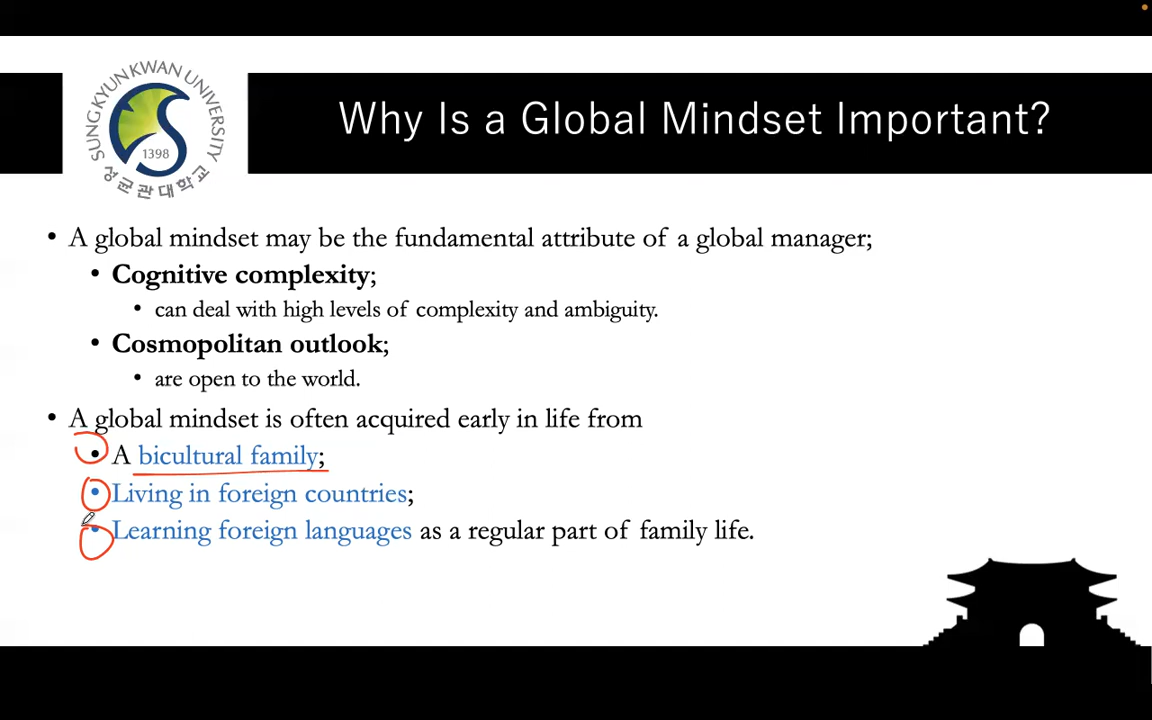 SUNGKYUNKWAN UNIVERSITY
1398
성균관대학교
Why Is a Global Mindset Important?
• A global mindset may be the fundamental attribute of a global manager;
• Cognitive complexity;
• can deal with high levels of complexity and ambiguity.
• Cosmopolitan outlook;
• are open to the world.
• A global mindset is often acquired early in life from
• A bicultural family;
• Living in foreign countries;
• Learning foreign languages as a regular part of family life.